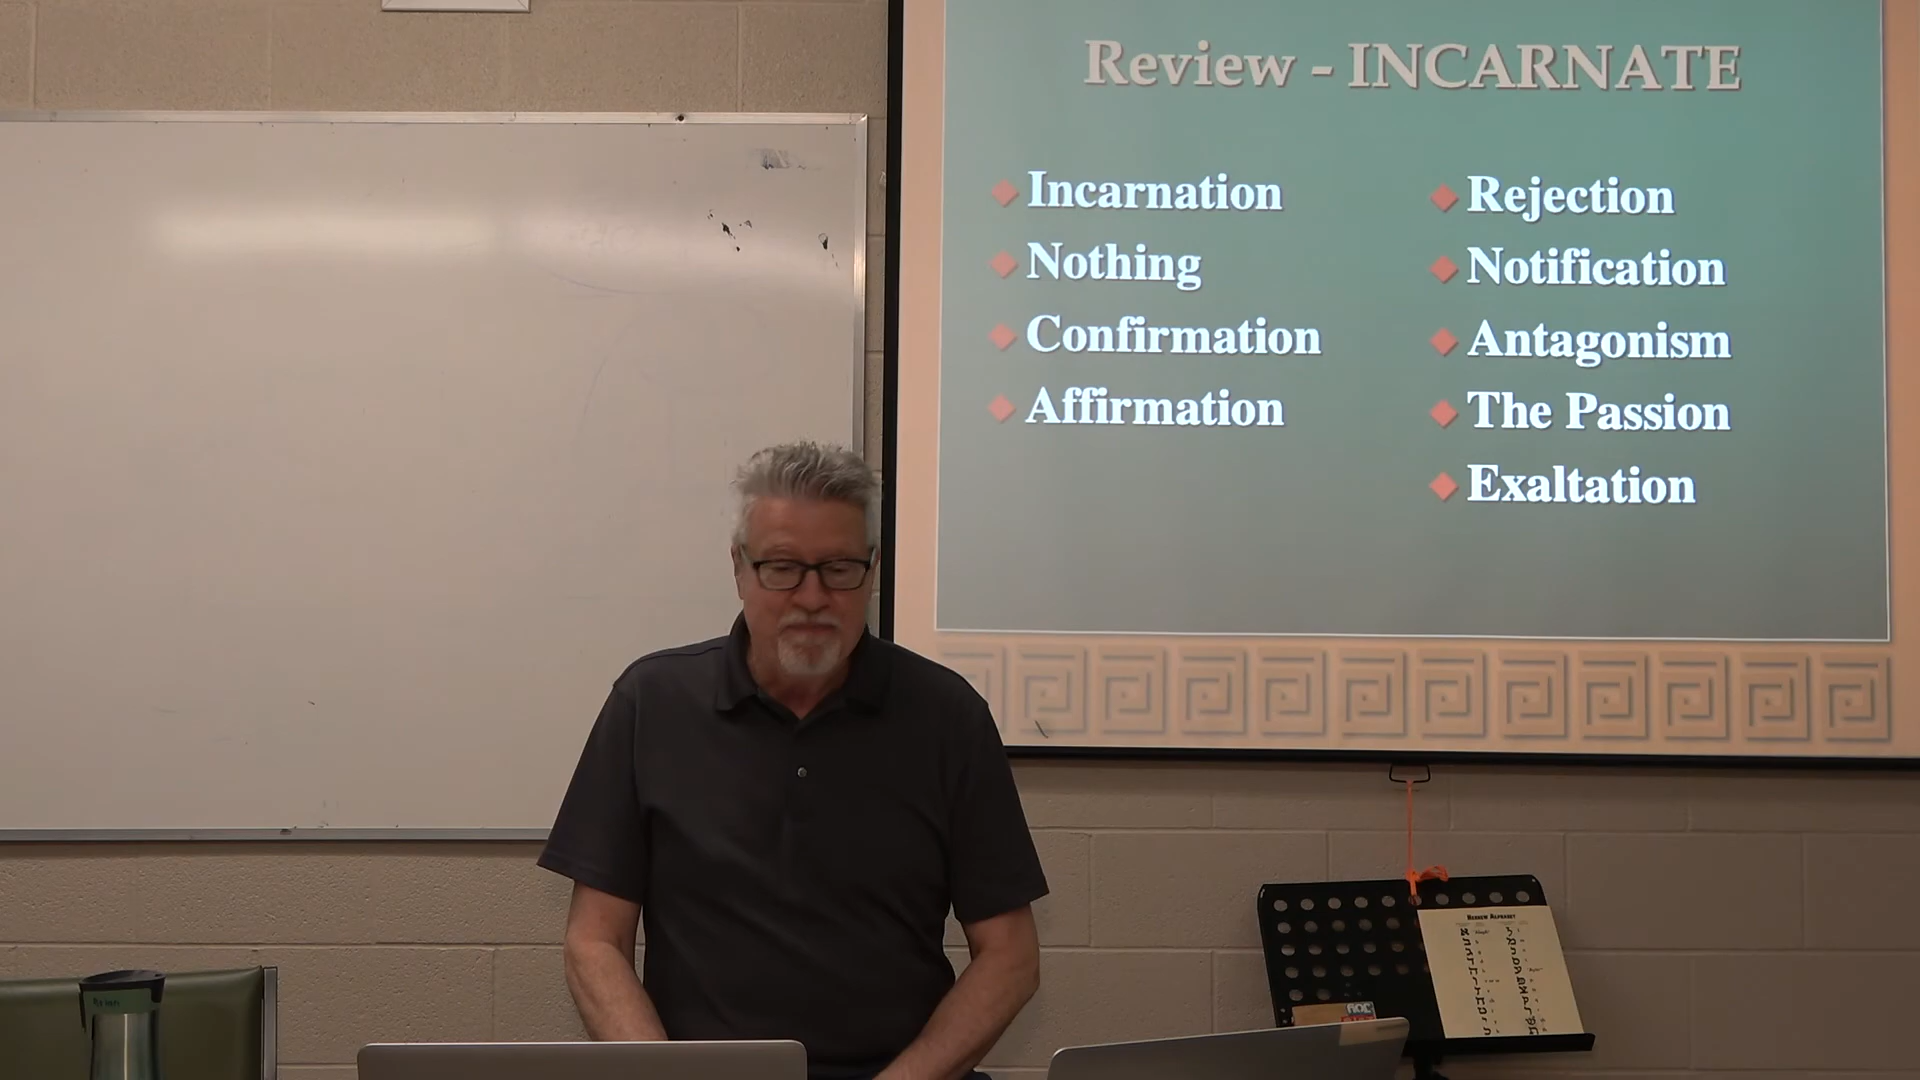 Review - INCARNATE
Incarnation
Nothing
Confirmation
Affirmation
Rejection
Notification
Antagonism
The Passion
Exaltation
HEBREW ALPHABET